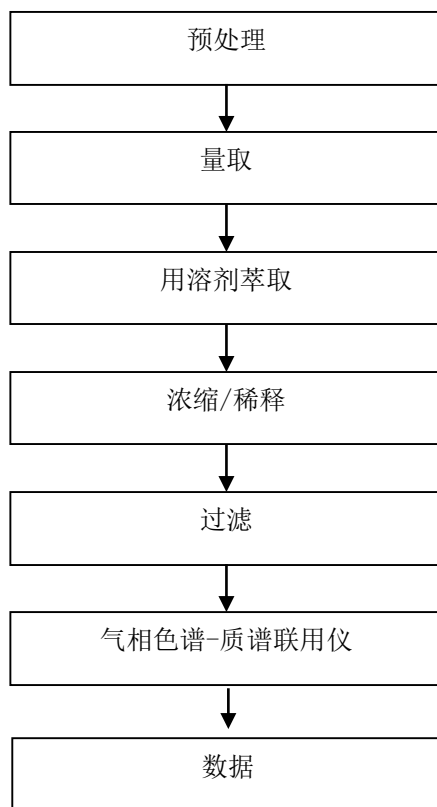 预处理
量取
用溶剂萃取
浓缩/稀释
过滤
气相色谱-质谱联用仪
数据